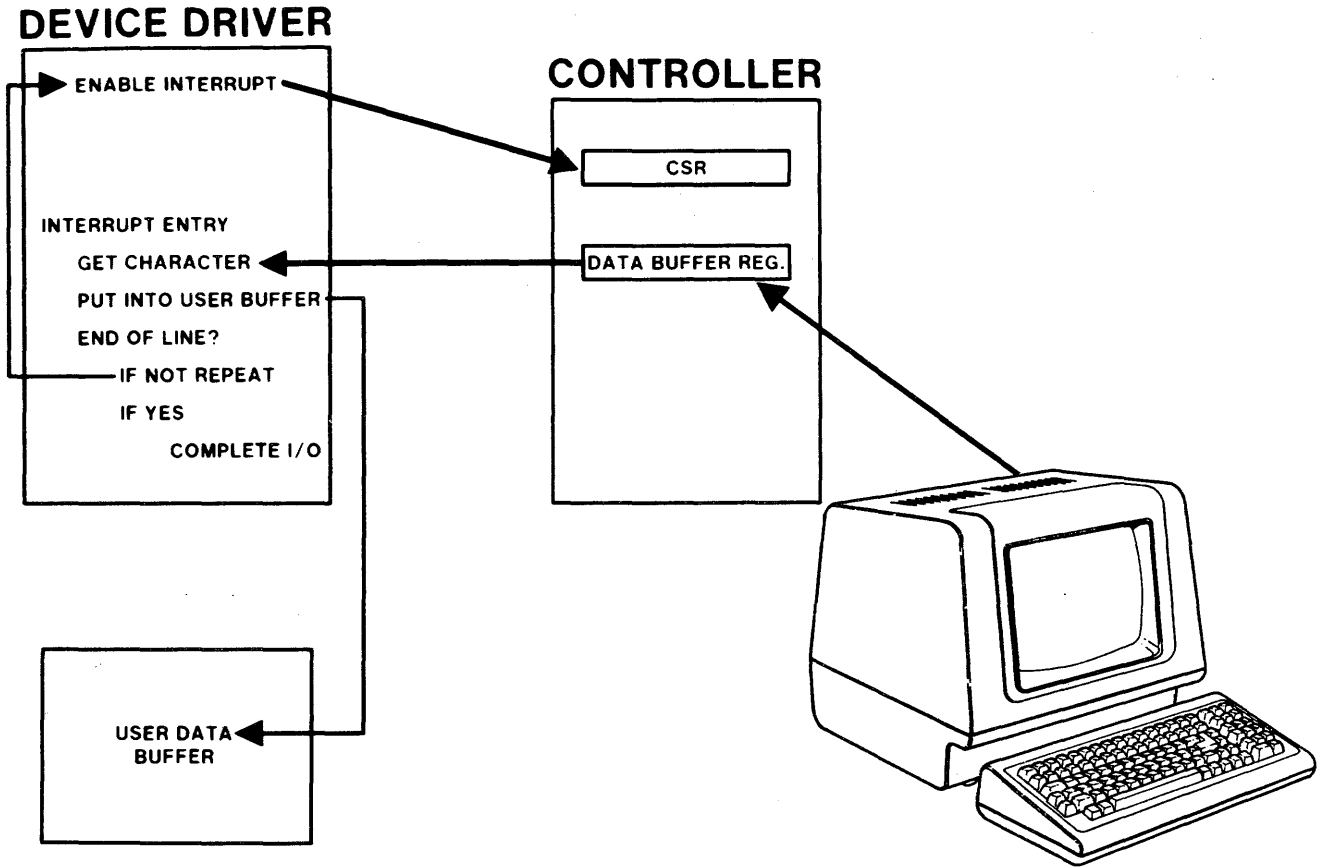 DEVICE DRIVER
ENABLE INTERRUPT
INTERRUPT ENTRY
GET CHARACTER
PUT INTO USER BUFFER
END OF LINE?
IF NOT REPEAT
IF YES
COMPLETE I/O
CONTROLLER
CSR
DATA BUFFER REG.
USER DATA
BUFFER